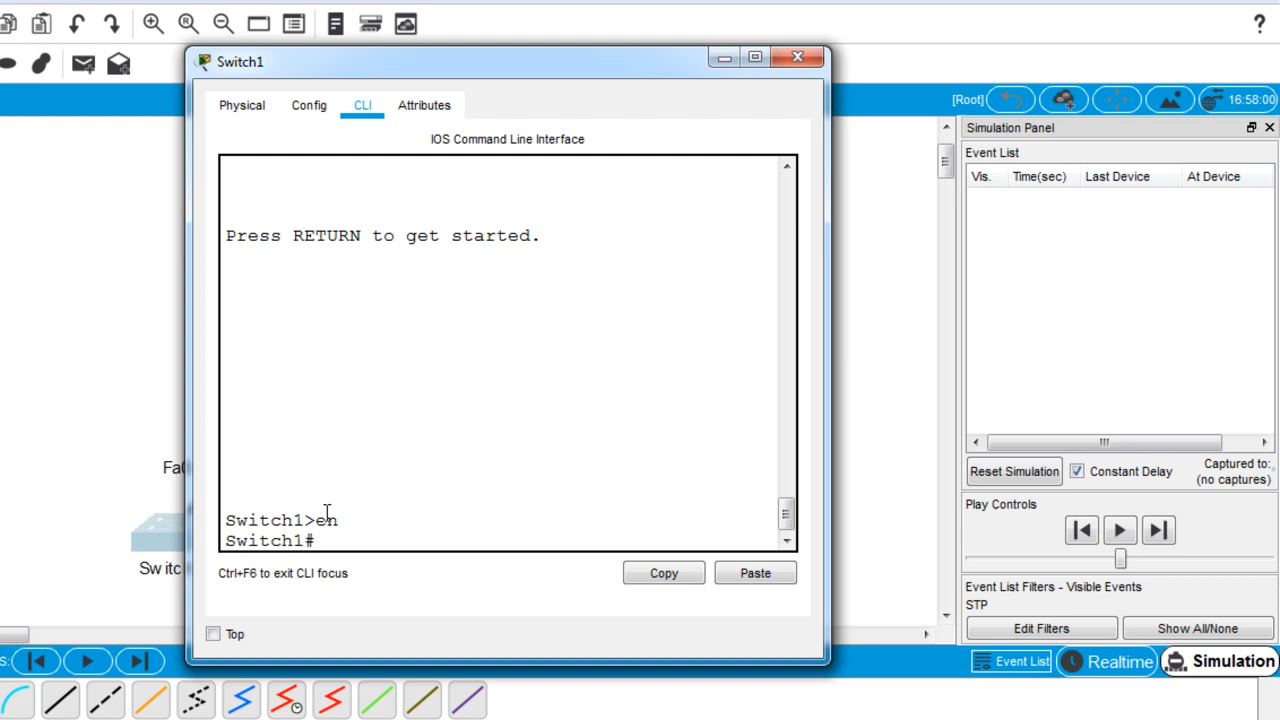 Switch1
Physical Config CLI Attributes
IOS Command Line Interface
Press RETURN to get started.
Switch1>en
Switch1#
Ctrl+F6 to exit CLI focus
Copy Paste
Top
[Root] 16:58:00
Simulation Panel
Event List
Vis. Time(sec) Last Device At Device
Reset Simulation Constant Delay Captured to:
(no captures)
Play Controls
Event List Filters - Visible Events
STP
Edit Filters Show All/None
Event List Realtime Simulation
Fa0
Switc
S: